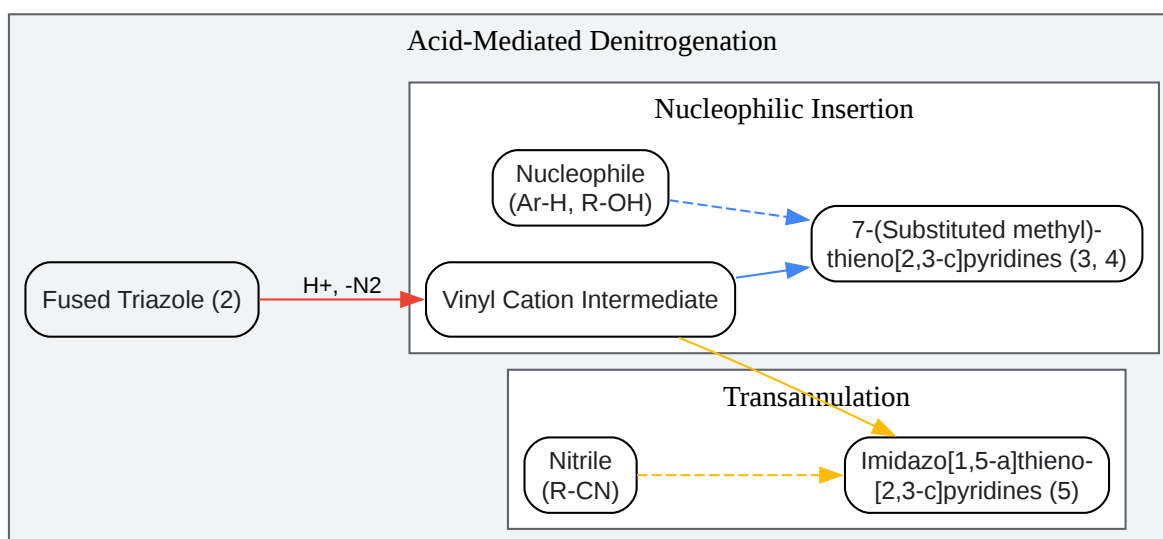 Acid-Mediated Denitrogenation
Nucleophilic Insertion
Nucleophile
(Ar-H, R-OH)
7-(Substituted methyl)-
thieno[2,3-c]pyridines (3, 4)
Fused Triazole (2)
H+, -N2
Vinyl Cation Intermediate
Transannulation
Nitrile
(R-CN)
Imidazo[1,5-a]thieno-
[2,3-c]pyridines (5)